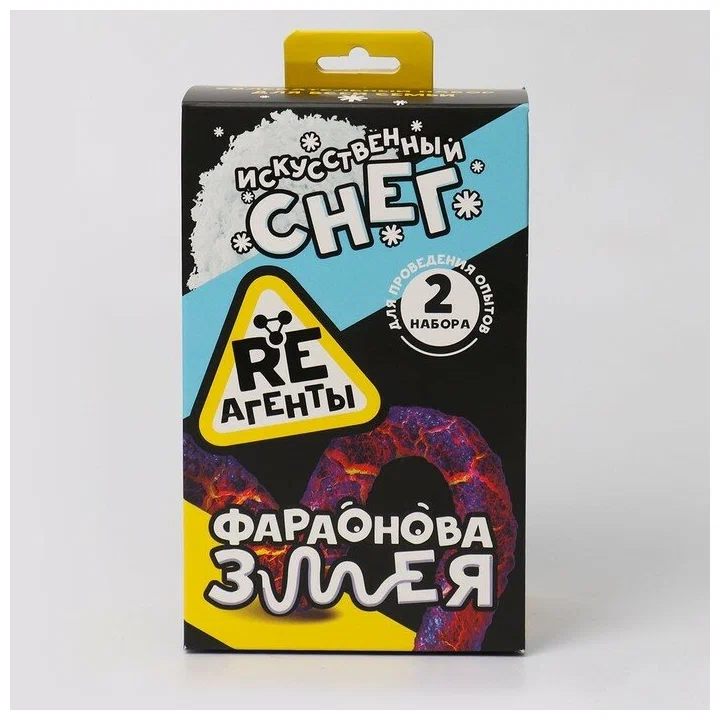 ИСКУССТВЕННЫЙ
СНЕГ
ДЛЯ ПРОВЕДЕНИЯ ОПЫТОВ
2
НАБОРА
RE
АГЕНТЫ
ФАРАОНОВА
ЗМЕЯ